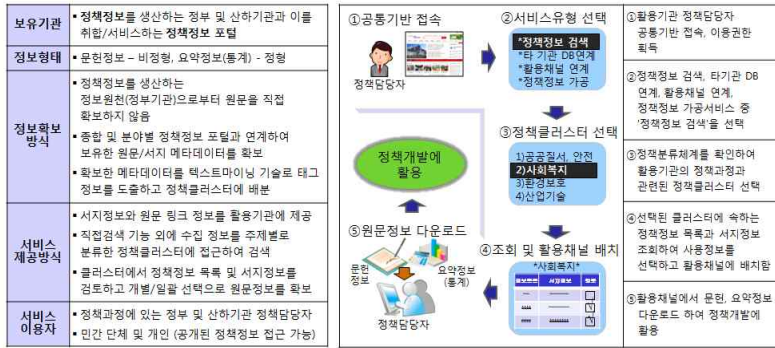 보유기관
▪ 정책정보를 생산하는 정부 및 산하기관과 이를
취합/서비스하는 정책정보 포털
정보형태
▪ 문헌정보 – 비정형, 요약정보(통계) - 정형
정보확보
방식
▪ 정책정보를 생산하는
정보원천(정부기관)으로부터 원문을 직접
확보하지 않음
▪ 종합 및 분야별 정책정보 포털과 연계하여
보유한 원문/서지 메타데이터를 확보
▪ 확보한 메타데이터를 텍스트마이닝 기술로 태그
정보를 도출하고 정책클러스터에 배분
서비스
제공방식
▪ 서지정보와 원문 링크 정보를 활용기관에 제공
▪ 직접검색 기능 외에 수집 정보를 주제별로
분류한 정책클러스터에 접근하여 검색
▪ 클러스터에서 정책정보 목록 및 서지정보를
검토하고 개별/일괄 선택으로 원문정보를 확보
서비스
이용자
▪ 정책과정에 있는 정부 및 산하기관 정책담당자
▪ 민간 단체 및 개인 (공개된 정책정보 접근 가능)
①공통기반 접속
정책담당자
②서비스유형 선택
*정책정보 검색
*타 기관 DB연계
*활용채널 연계
*정책정보 가공
③정책클러스터 선택
1)공공질서, 안전
2)사회복지
3)환경보호
4)산업기술
④조회 및 활용채널 배치
*사회복지*
정책개발에
활용
⑤원문정보 다운로드
문헌
정보
요약정보
(통계)
정책담당자
①활용기관 정책담당자
공통기반 접속, 이용권한
획득
②정책정보 검색, 타기관 DB
연계, 활용채널 연계,
정책정보 가공서비스 중
'정책정보 검색'을 선택
③정책분류체계를 확인하여
활용기관의 정책과정과
관련된 정책클러스터 선택
④선택된 클러스터에 속하는
정책정보 목록과 서지정보
조회하여 사용정보를
선택하고 활용채널에 배치함
⑤활용채널에서 문헌, 요약정보
다운로드 하여 정책개발에
활용